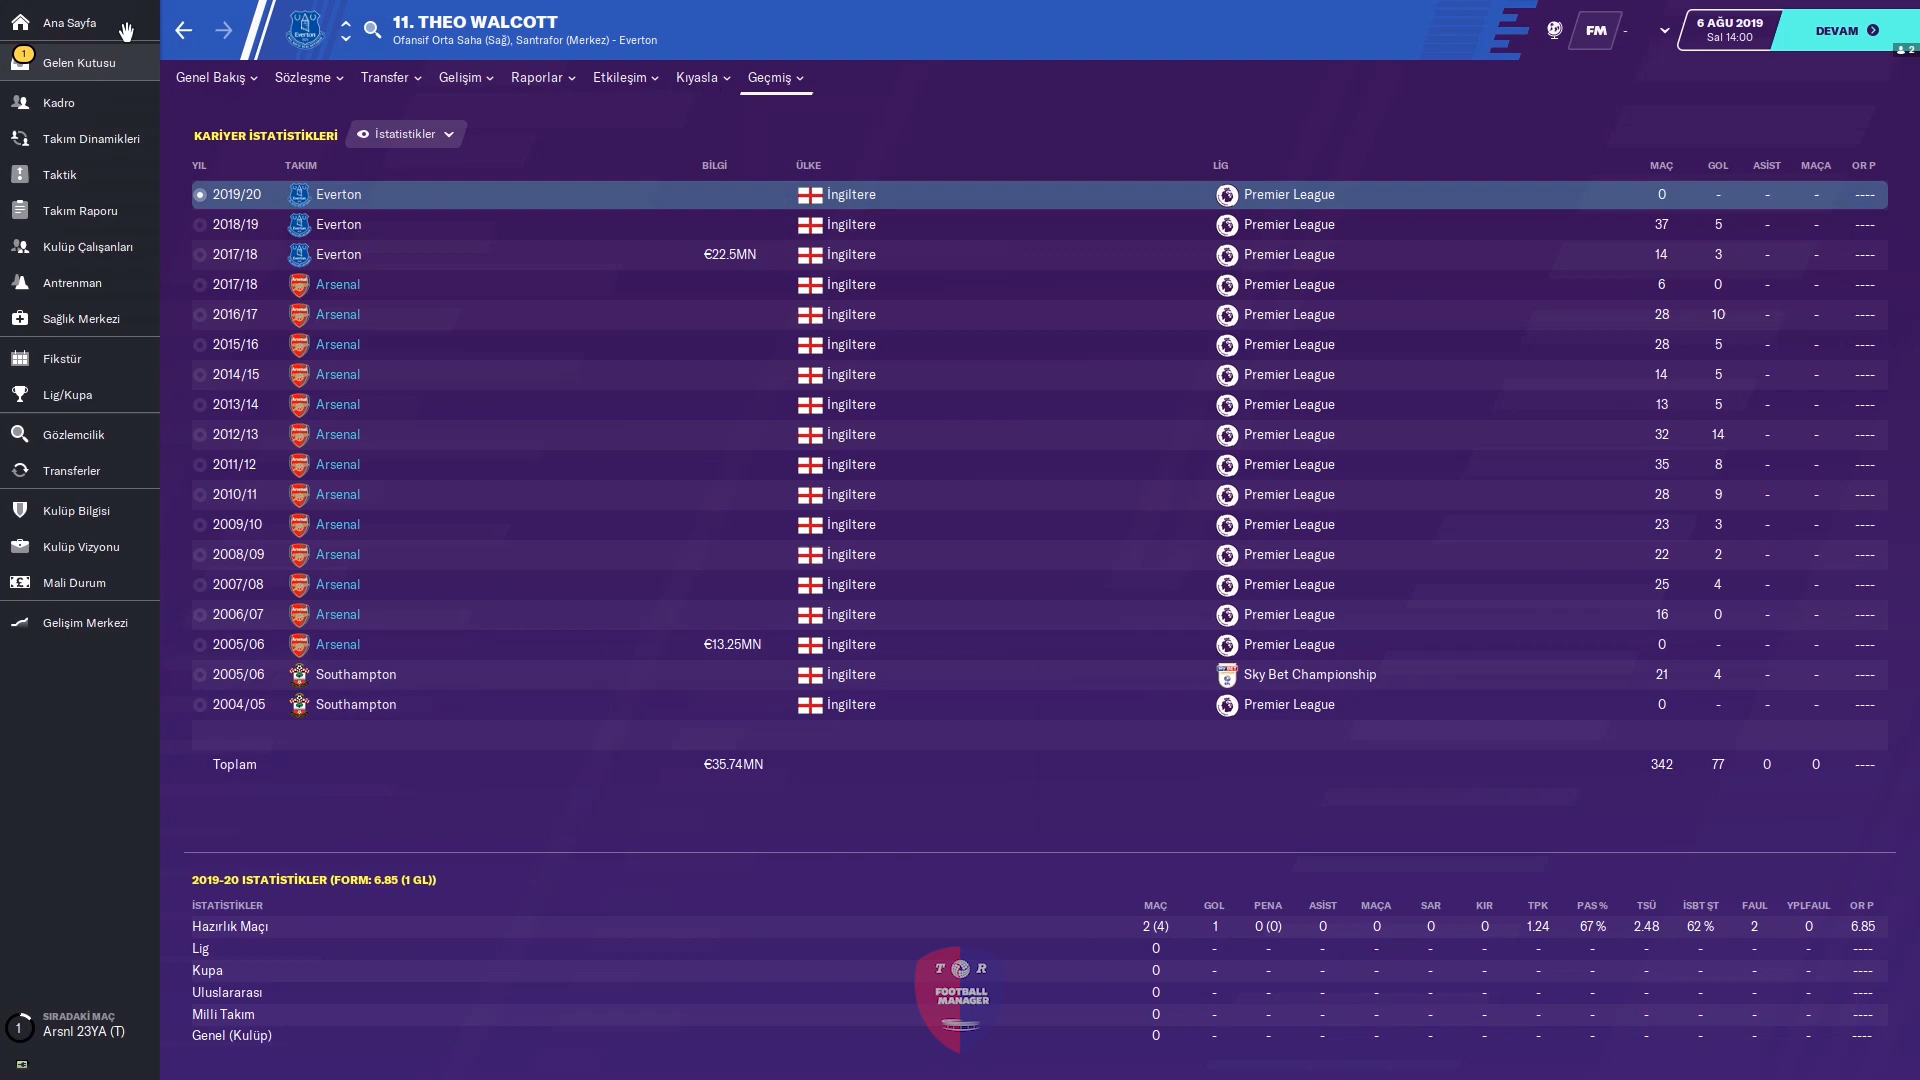 Ana Sayfa
1
Gelen Kutusu
Kadro
Takım Dinamikleri
Taktik
Takım Raporu
Kulüp Çalışanları
Antrenman
Sağlık Merkezi
Fikstür
Lig/Kupa
Gözlemcilik
Transferler
Kulüp Bilgisi
Kulüp Vizyonu
Mali Durum
Gelişim Merkezi
1 SIRADAKİ MAÇ
Arsnl 23YA (T)
11. THEO WALCOTT
Ofansif Orta Saha (Sağ), Santrafor (Merkez) - Everton
FM -
6 AĞU 2019
Sal 14:00
DEVAM
2
Genel Bakış Sözleşme Transfer Gelişim Raporlar Etkileşim Kıyasla Geçmiş
KARİYER İSTATİSTİKLERİ İstatistikler
YIL TAKIM BİLGİ ÜLKE LİG MAÇ GOL ASİST MAÇA OR P
2019/20 Everton İngiltere Premier League 0 - - - ----
2018/19 Everton İngiltere Premier League 37 5 - - ----
2017/18 Everton €22.5MN İngiltere Premier League 14 3 - - ----
2017/18 Arsenal İngiltere Premier League 6 0 - - ----
2016/17 Arsenal İngiltere Premier League 28 10 - - ----
2015/16 Arsenal İngiltere Premier League 28 5 - - ----
2014/15 Arsenal İngiltere Premier League 14 5 - - ----
2013/14 Arsenal İngiltere Premier League 13 5 - - ----
2012/13 Arsenal İngiltere Premier League 32 14 - - ----
2011/12 Arsenal İngiltere Premier League 35 8 - - ----
2010/11 Arsenal İngiltere Premier League 28 9 - - ----
2009/10 Arsenal İngiltere Premier League 23 3 - - ----
2008/09 Arsenal İngiltere Premier League 22 2 - - ----
2007/08 Arsenal İngiltere Premier League 25 4 - - ----
2006/07 Arsenal İngiltere Premier League 16 0 - - ----
2005/06 Arsenal €13.25MN İngiltere Premier League 0 - - - ----
2005/06 Southampton İngiltere Sky Bet Championship 21 4 - - ----
2004/05 Southampton İngiltere Premier League 0 - - - ----
Toplam €35.74MN 342 77 0 0 ----
2019-20 ISTATİSTİKLER (FORM: 6.85 (1 GL))
İSTATİSTİKLER MAÇ GOL PENA ASİST MAÇA SAR KIR TPK PAS % TSÜ İSBT ŞT FAUL YPLFAUL OR P
Hazırlık Maçı 2 (4) 1 0 (0) 0 0 0 0 1.24 67 % 2.48 62 % 2 0 6.85
Lig 0 - - - - - - - - - - - - ----
Kupa 0 - - - - - - - - - - - - ----
Uluslararası 0 - - - - - - - - - - - - ----
Milli Takım 0 - - - - - - - - - - - - ----
Genel (Kulüp) 0 - - - - - - - - - - - - ----
T R
FOOTBALL
MANAGER